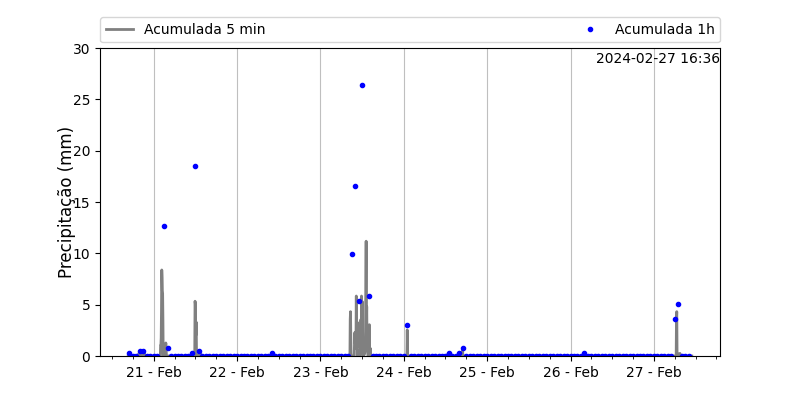 Acumulada 5 min
Acumulada 1h
2024-02-27 16:36
Precipitação (mm)
30
25
20
15
10
5
0
21 - Feb
22 - Feb
23 - Feb
24 - Feb
25 - Feb
26 - Feb
27 - Feb